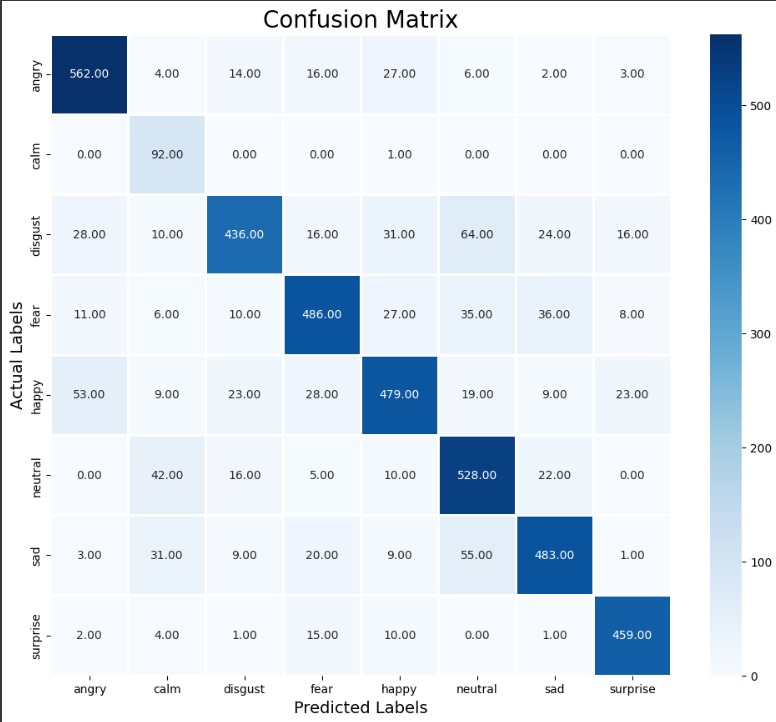 Confusion Matrix
angry 562.00 4.00 14.00 16.00 27.00 6.00 2.00 3.00
calm 0.00 92.00 0.00 0.00 1.00 0.00 0.00 0.00
disgust 28.00 10.00 436.00 16.00 31.00 64.00 24.00 16.00
fear 11.00 6.00 10.00 486.00 27.00 35.00 36.00 8.00
happy 53.00 9.00 23.00 28.00 479.00 19.00 9.00 23.00
neutral 0.00 42.00 16.00 5.00 10.00 528.00 22.00 0.00
sad 3.00 31.00 9.00 20.00 9.00 55.00 483.00 1.00
surprise 2.00 4.00 1.00 15.00 10.00 0.00 1.00 459.00
angry calm disgust fear happy neutral sad surprise
Predicted Labels
Actual Labels
500
400
300
200
100
0